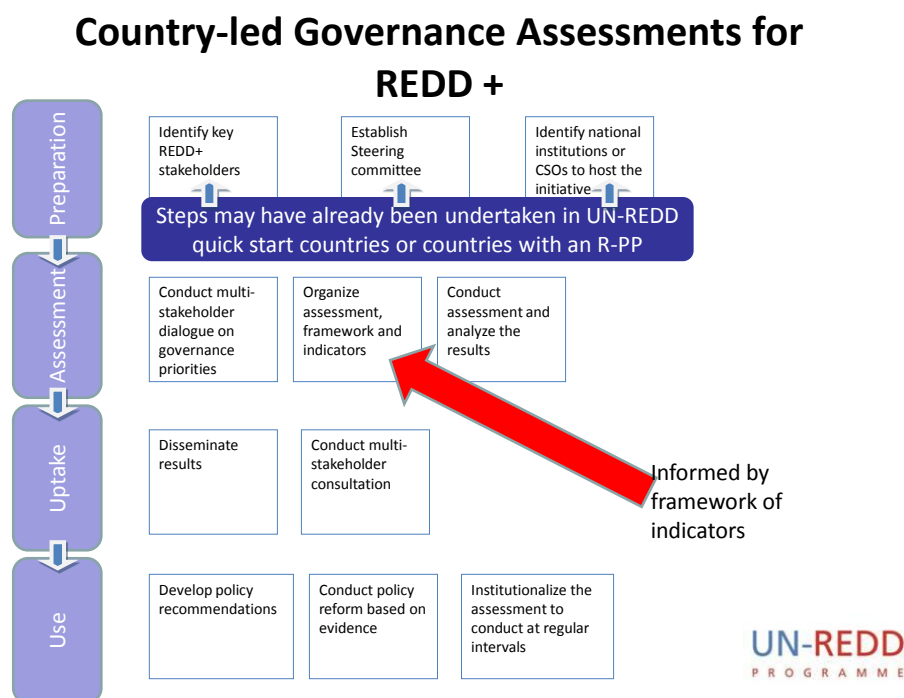 Country-led Governance Assessments for
REDD +
Preparation
Identify key
REDD+
stakeholders
Establish
Steering
committee
Identify national
institutions or
CSOs to host the
initiative
Steps may have already been undertaken in UN-REDD
quick start countries or countries with an R-PP
Assessment
Conduct multi-
stakeholder
dialogue on
governance
priorities
Organize
assessment,
framework and
indicators
Conduct
assessment and
analyze the
results
Informed by
framework of
indicators
Uptake
Disseminate
results
Conduct multi-
stakeholder
consultation
Use
Develop policy
recommendations
Conduct policy
reform based on
evidence
Institutionalize the
assessment to
conduct at regular
intervals
UN-REDD
PROGRAMME